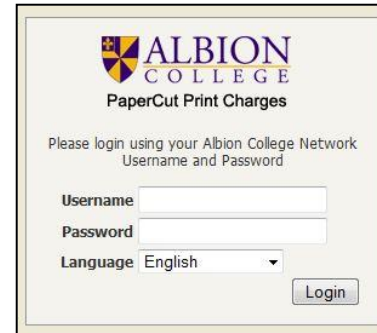 ALBION
COLLEGE
PaperCut Print Charges
Please login using your Albion College Network
Username and Password
Username
Password
Language English
Login